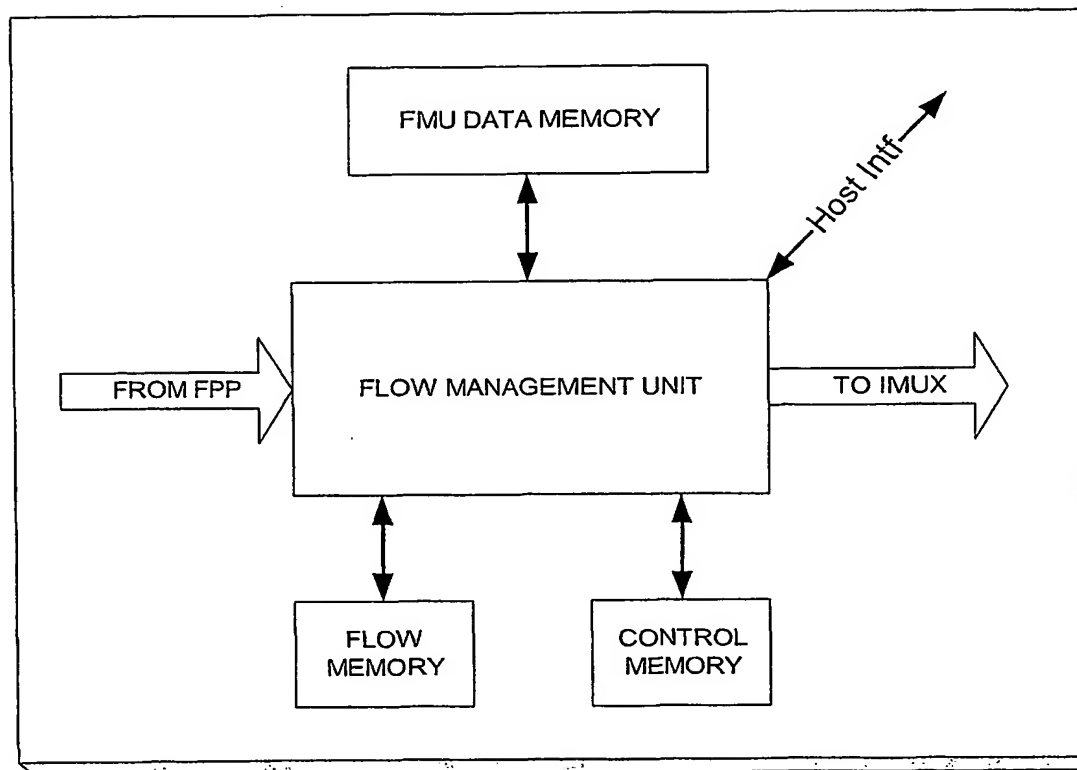 FMU DATA MEMORY
Host Intf
FROM FPP
FLOW MANAGEMENT UNIT
TO IMUX
FLOW
MEMORY
CONTROL
MEMORY